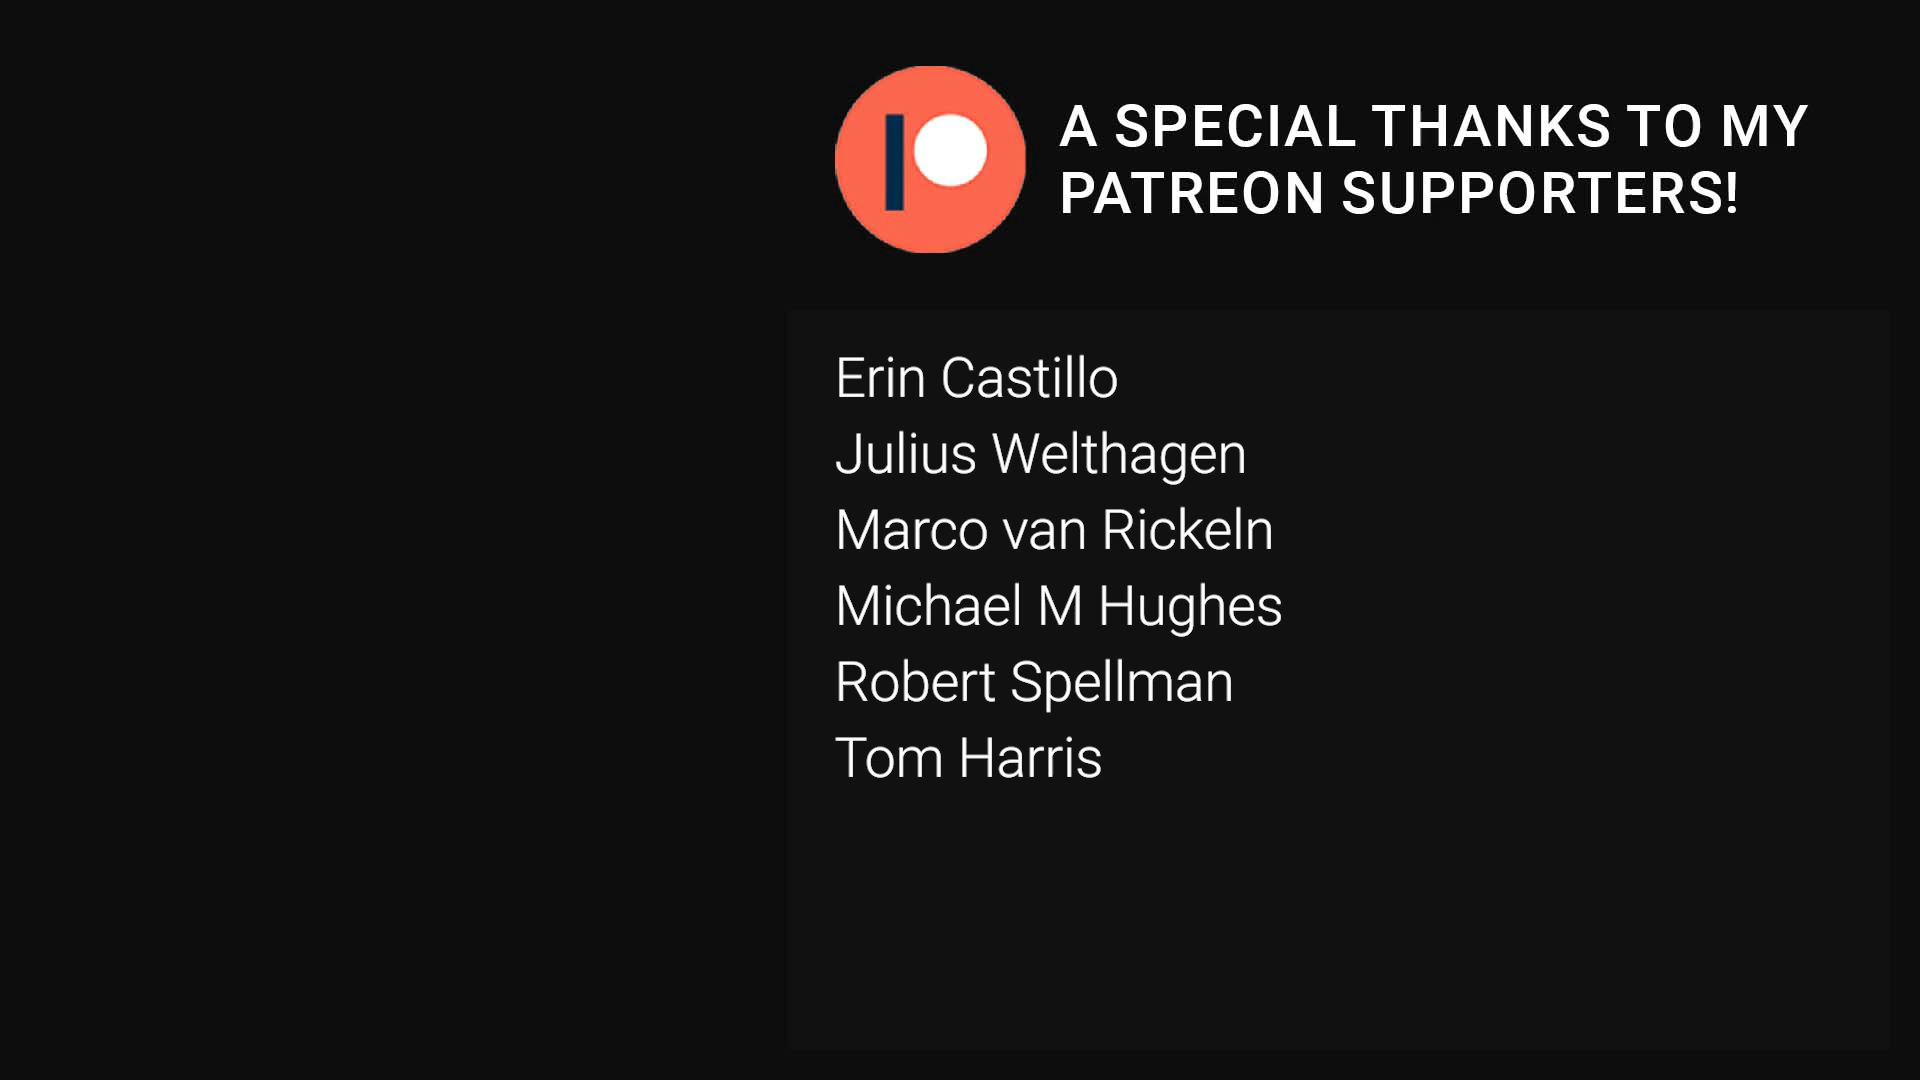 A SPECIAL THANKS TO MY
PATREON SUPPORTERS!
Erin Castillo
Julius Welthagen
Marco van Rickeln
Michael M Hughes
Robert Spellman
Tom Harris